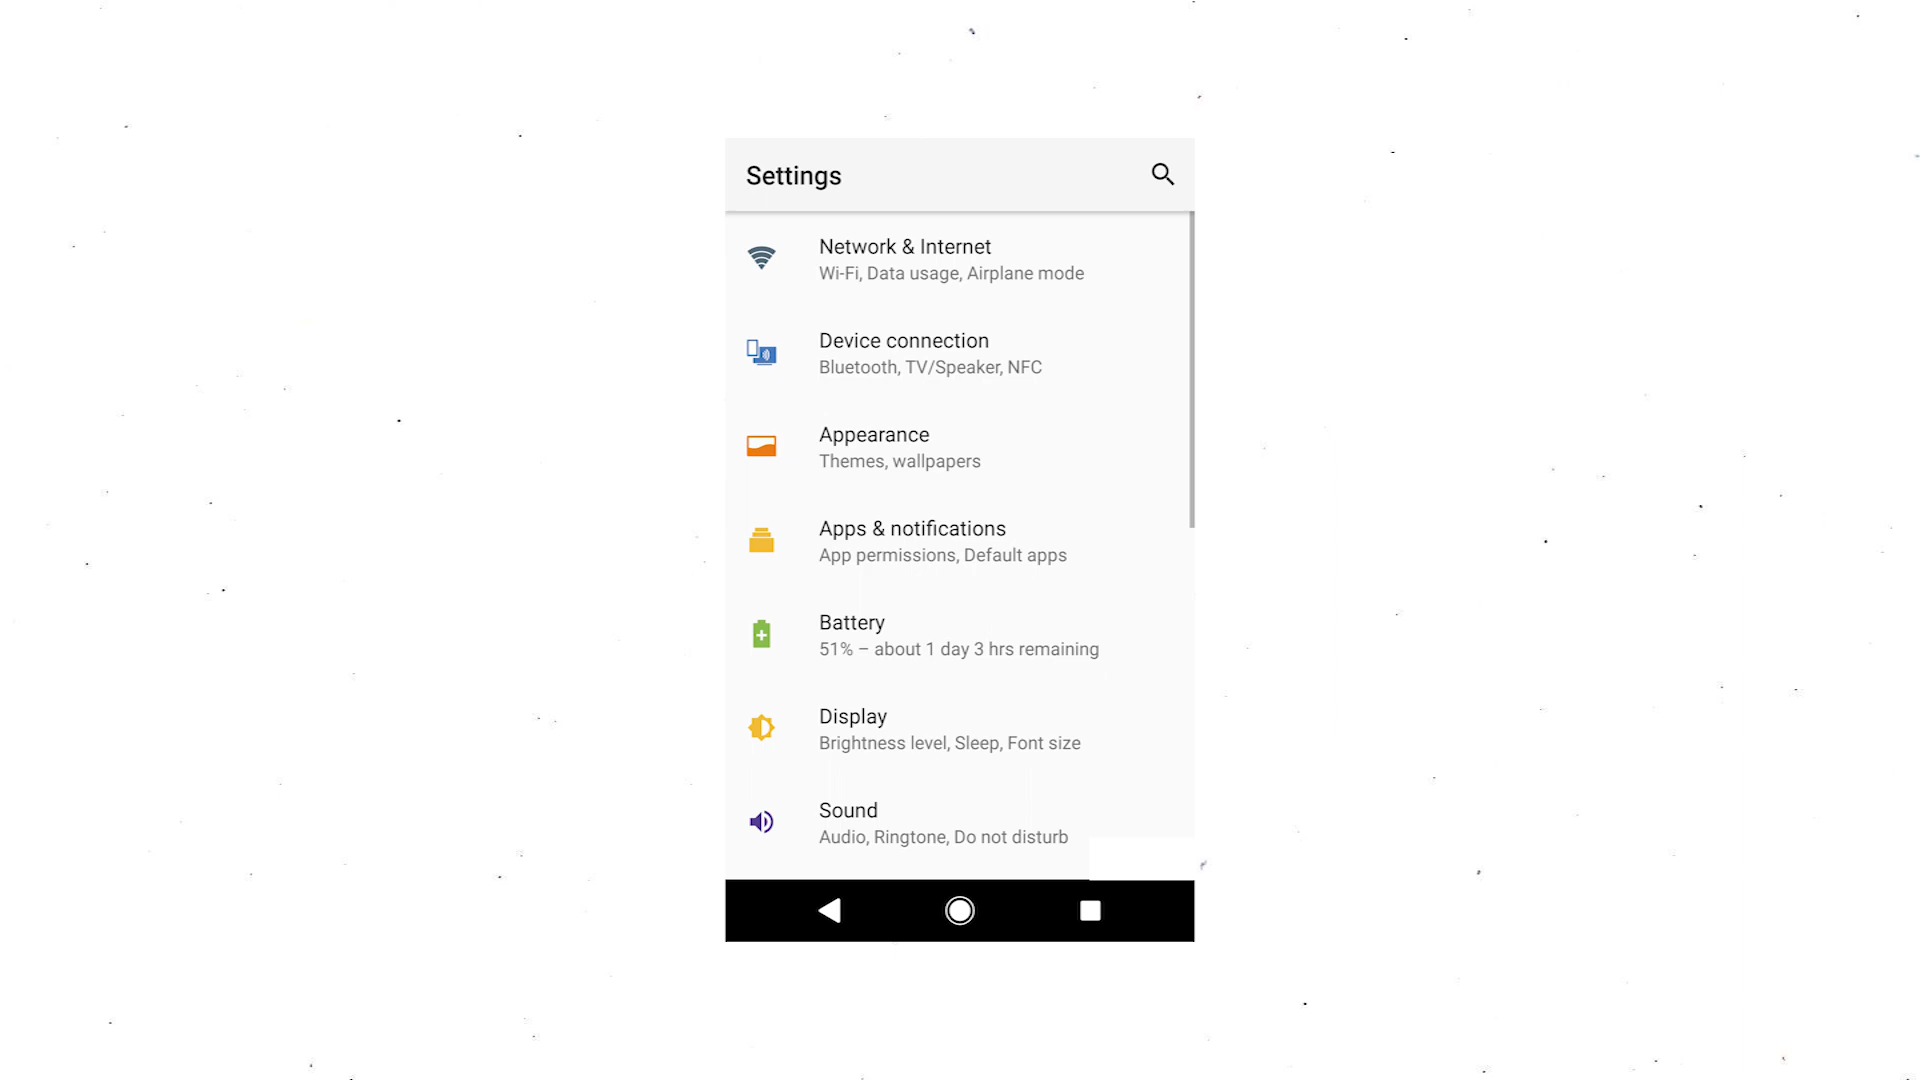 Settings
Network & Internet
Wi-Fi, Data usage, Airplane mode
Device connection
Bluetooth, TV/Speaker, NFC
Appearance
Themes, wallpapers
Apps & notifications
App permissions, Default apps
Battery
51% – about 1 day 3 hrs remaining
Display
Brightness level, Sleep, Font size
Sound
Audio, Ringtone, Do not disturb